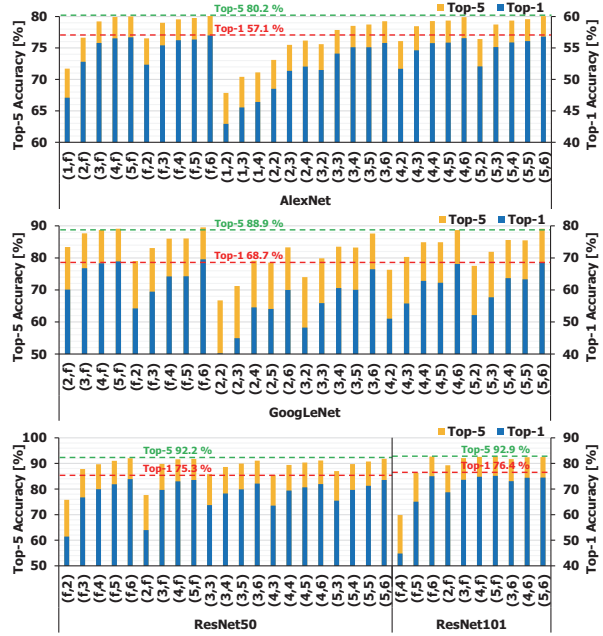 Top-5 Accuracy [%]
80
75
70
65
60
Top-5 80.2 %
Top-1 57.1 %
Top-5 Top-1
60
55
50
45
40
Top-1 Accuracy [%]
(1,f) (2,f) (3,f) (4,f) (5,f) (f,2) (f,3) (f,4) (f,5) (f,6) (1,2) (1,3) (1,4) (2,2) (2,3) (2,4) (3,2) (3,3) (3,4) (3,5) (3,6) (4,2) (4,3) (4,4) (4,5) (4,6) (5,2) (5,3) (5,4) (5,5) (5,6)
AlexNet
Top-5 Accuracy [%]
90
80
70
60
50
Top-5 88.9 %
Top-1 68.7 %
Top-5 Top-1
80
70
60
50
40
Top-1 Accuracy [%]
(2,f) (3,f) (4,f) (5,f) (f,2) (f,3) (f,4) (f,5) (f,6) (2,2) (2,3) (2,4) (2,5) (2,6) (3,2) (3,3) (3,4) (3,5) (3,6) (4,2) (4,3) (4,4) (4,5) (4,6) (5,2) (5,3) (5,4) (5,5) (5,6)
GoogLeNet
Top-5 Accuracy [%]
100
90
80
70
60
50
Top-5 92.2 %
Top-1 75.3 %
Top-5 Top-1
Top-5 92.9 %
Top-1 76.4 %
90
80
70
60
50
40
Top-1 Accuracy [%]
(f,2) (f,3) (f,4) (f,5) (f,6) (2,f) (3,f) (4,f) (5,f) (3,3) (3,4) (3,5) (3,6) (4,3) (4,4) (4,5) (4,6) (5,3) (5,4) (5,5) (5,6) (f,4) (f,5) (f,6) (2,f) (3,f) (4,f) (5,f) (3,6) (4,6) (5,6)
ResNet50 ResNet101